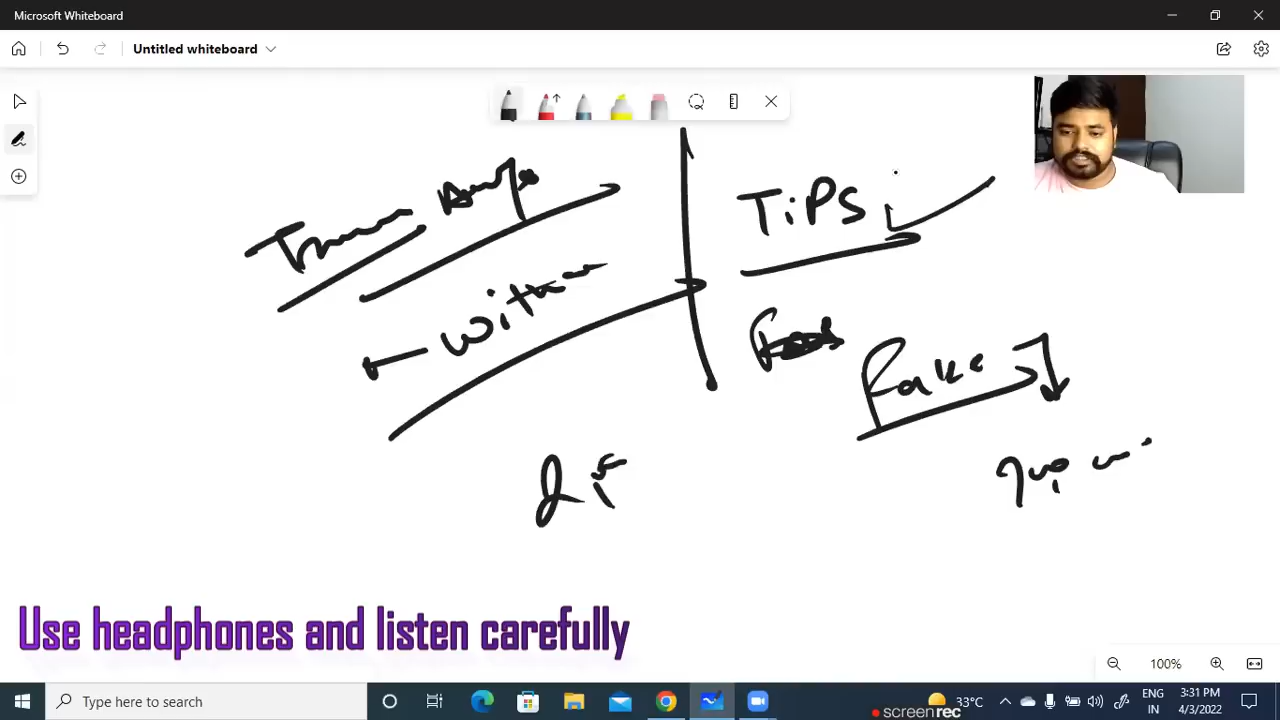 Microsoft Whiteboard
Untitled whiteboard
TiPS
With
Fake
Use headphones and listen carefully
100%
Type here to search
33°C
ENG
IN
3:31 PM
4/3/2022
screenrec